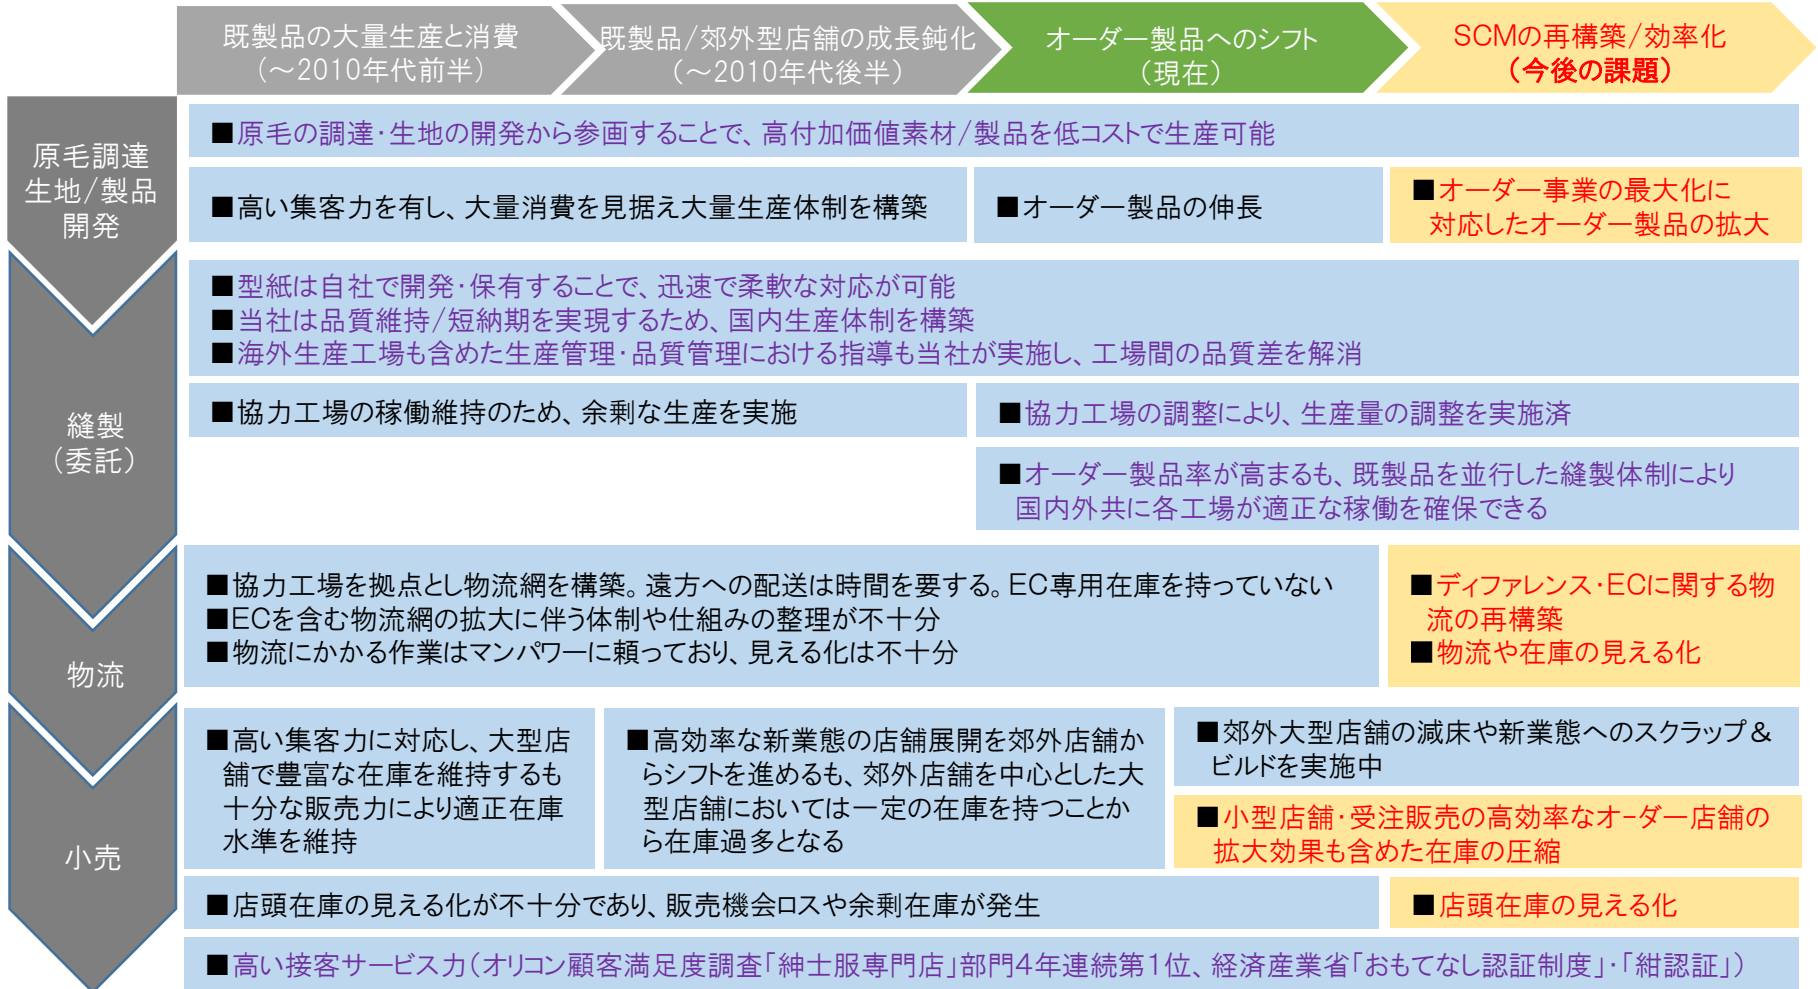 既製品の大量生産と消費
（～2010年代前半）
既製品/郊外型店舗の成長鈍化
（～2010年代後半）
オーダー製品へのシフト
（現在）
SCMの再構築/効率化
（今後の課題）
原毛調達
生地/製品
開発
■原毛の調達･生地の開発から参画することで、高付加価値素材/製品を低コストで生産可能
■高い集客力を有し、大量消費を見据え大量生産体制を構築
■オーダー製品の伸長
■オーダー事業の最大化に
対応したオーダー製品の拡大
縫製
（委託）
■型紙は自社で開発･保有することで、迅速で柔軟な対応が可能
■当社は品質維持/短納期を実現するため、国内生産体制を構築
■海外生産工場も含めた生産管理･品質管理における指導も当社が実施し、工場間の品質差を解消
■協力工場の稼働維持のため、余剰な生産を実施
■協力工場の調整により、生産量の調整を実施済
■オーダー製品率が高まるも、既製品を並行した縫製体制により
国内外共に各工場が適正な稼働を確保できる
物流
■協力工場を拠点とし物流網を構築。遠方への配送は時間を要する。EC専用在庫を持っていない
■ECを含む物流網の拡大に伴う体制や仕組みの整理が不十分
■物流にかかる作業はマンパワーに頼っており、見える化は不十分
■ディファレンス･ECに関する物
流の再構築
■物流や在庫の見える化
小売
■高い集客力に対応し、大型店
舗で豊富な在庫を維持するも
十分な販売力により適正在庫
水準を維持
■高効率な新業態の店舗展開を郊外店舗か
らシフトを進めるも、郊外店舗を中心とした大
型店舗においては一定の在庫を持つことか
ら在庫過多となる
■郊外大型店舗の減床や新業態へのスクラップ＆
ビルドを実施中
■小型店舗･受注販売の高効率なオーダー店舗の
拡大効果も含めた在庫の圧縮
■店頭在庫の見える化が不十分であり、販売機会ロスや余剰在庫が発生
■店頭在庫の見える化
■高い接客サービス力（オリコン顧客満足度調査「紳士服専門店」部門4年連続第1位、経済産業省「おもてなし認証制度」･「紺認証」）